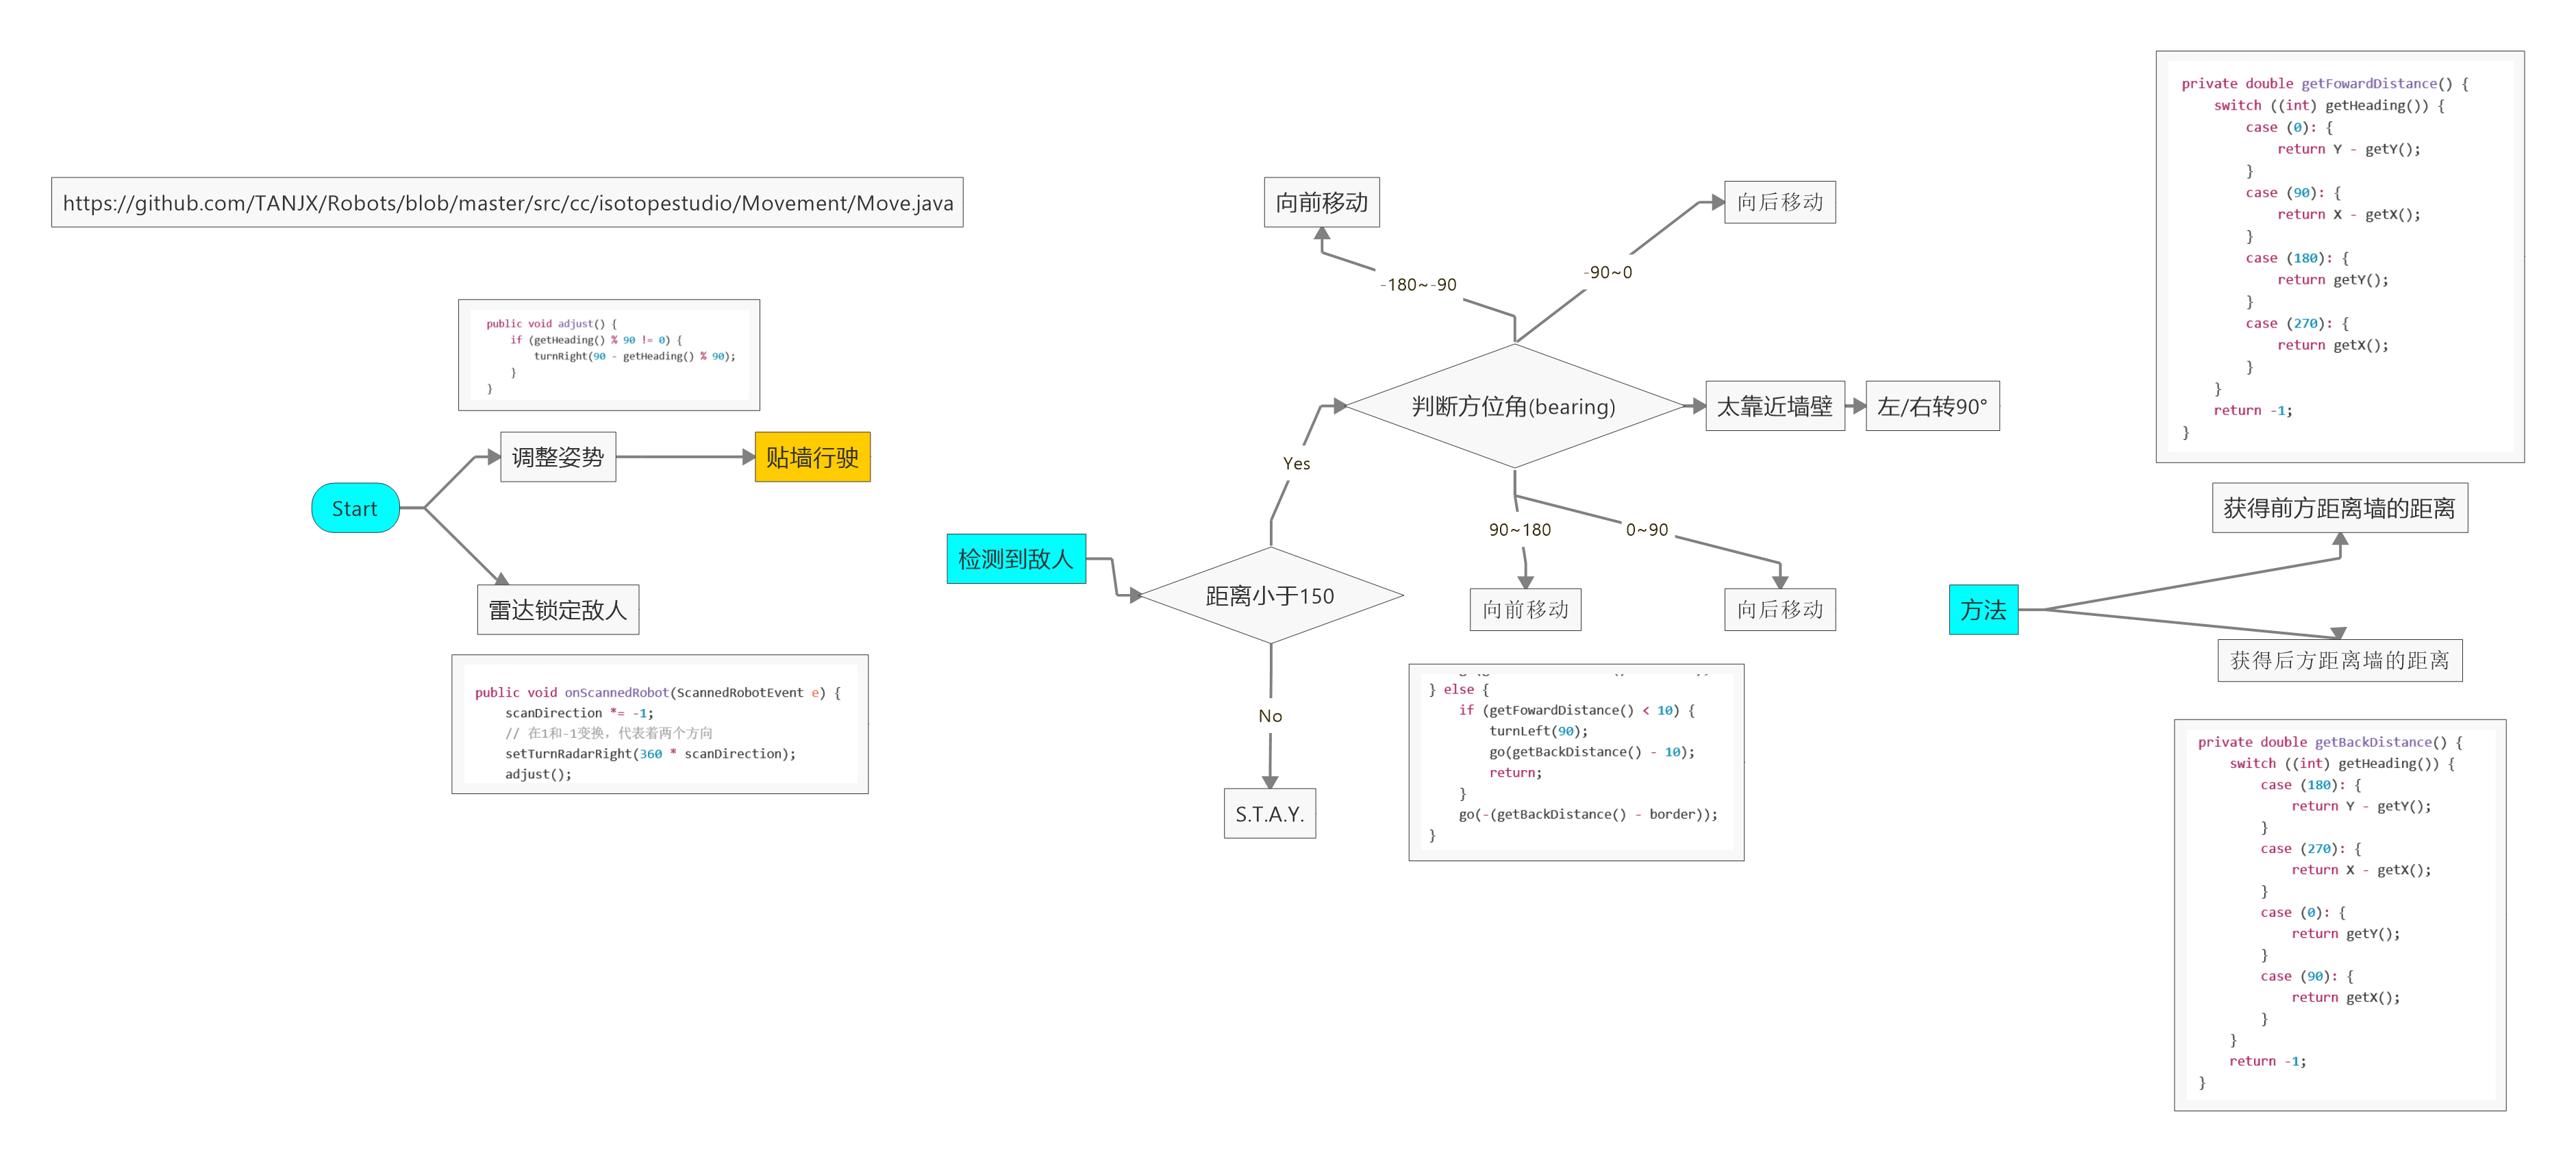 https://github.com/TANJX/Robots/blob/master/src/cc/isotopestudio/Movement/Move.java
public void adjust() {
    if (getHeading() % 90 != 0) {
        turnRight(90 - getHeading() % 90);
    }
}
调整姿势
贴墙行驶
Start
雷达锁定敌人
public void onScannedRobot(ScannedRobotEvent e) {
    scanDirection *= -1;
    // 在1和-1变换，代表着两个方向
    setTurnRadarRight(360 * scanDirection);
    adjust();
向前移动
向后移动
-180~-90
-90~0
判断方位角(bearing)
太靠近墙壁
左/右转90°
Yes
检测到敌人
距离小于150
90~180
0~90
向前移动
向后移动
No
S.T.A.Y.
} else {
    if (getFowardDistance() < 10) {
        turnLeft(90);
        go(getBackDistance() - 10);
        return;
    }
    go(-(getBackDistance() - border));
}
private double getFowardDistance() {
    switch ((int) getHeading()) {
        case (0): {
            return Y - getY();
        }
        case (90): {
            return X - getX();
        }
        case (180): {
            return getY();
        }
        case (270): {
            return getX();
        }
    }
    return -1;
}
获得前方距离墙的距离
方法
获得后方距离墙的距离
private double getBackDistance() {
    switch ((int) getHeading()) {
        case (180): {
            return Y - getY();
        }
        case (270): {
            return X - getX();
        }
        case (0): {
            return getY();
        }
        case (90): {
            return getX();
        }
    }
    return -1;
}